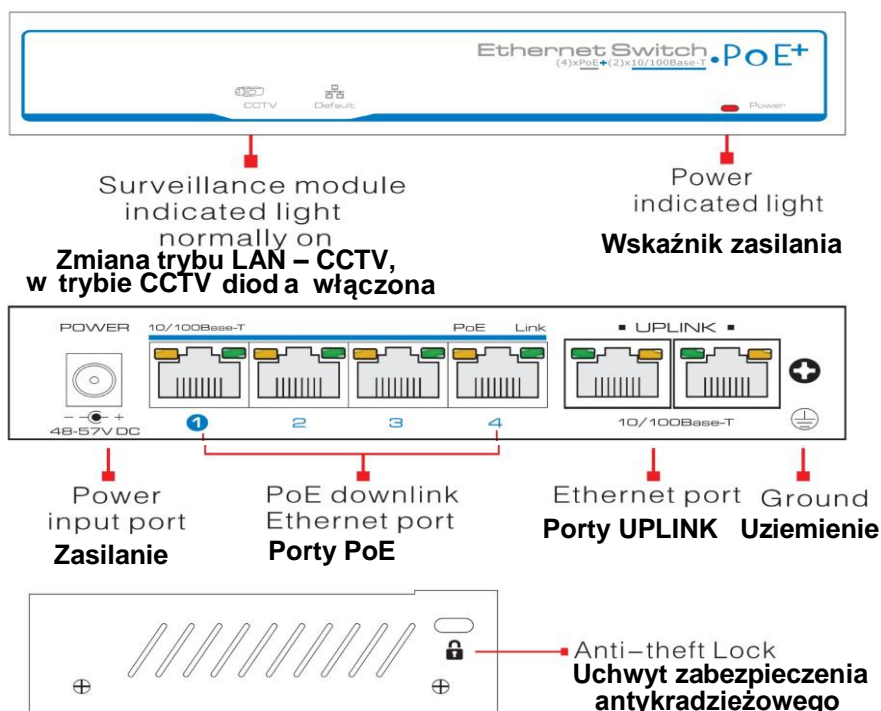 Ethernet Switch
(4)xPoE+(2)x10/100Base-T
•PoE+
CCTV
Default
Power
Surveillance module
indicated light
normally on
Zmiana trybu LAN – CCTV,
w trybie CCTV diod a włączona
Power
indicated light
Wskaźnik zasilania
POWER
10/100Base-T
PoE
Link
▪ UPLINK ▪
- +
48-57V DC
1
2
3
4
10/100Base-T
Power
input port
Zasilanie
PoE downlink
Ethernet port
Porty PoE
Ethernet port
Porty UPLINK
Ground
Uziemienie
Anti-theft Lock
Uchwyt zabezpieczenia
antykradzieżowego